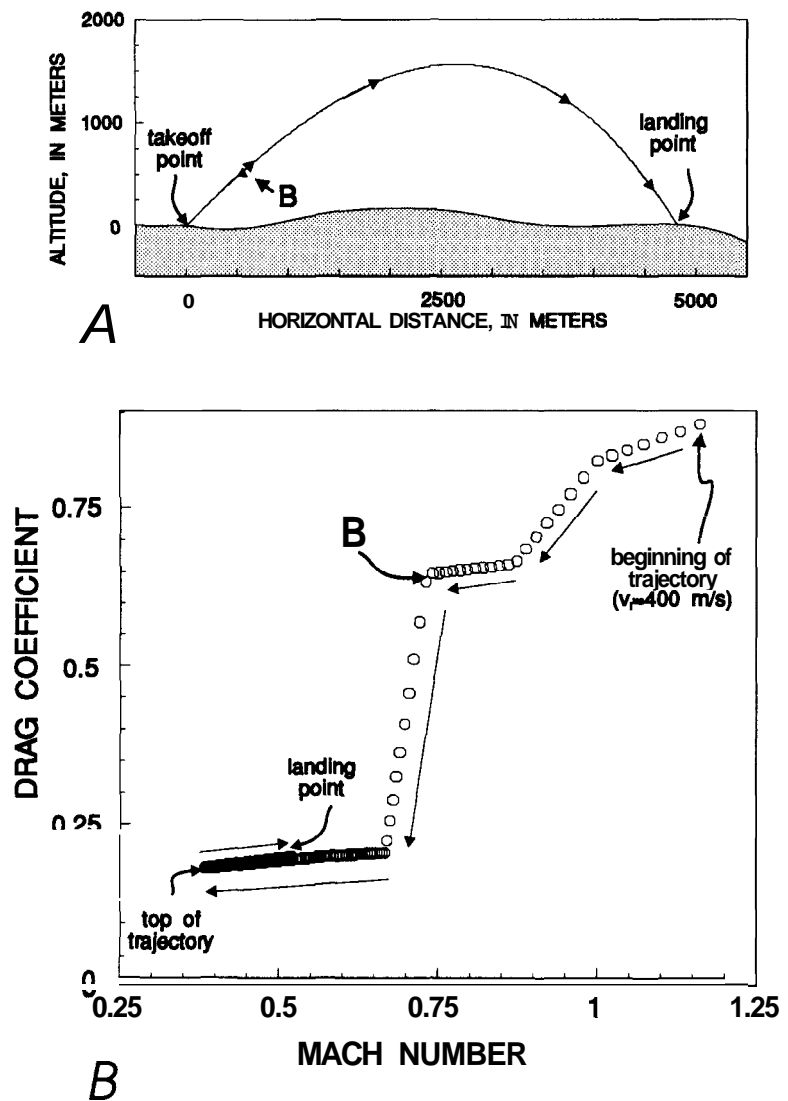 2000
1000
0
ALTITUDE, IN METERS
takeoff
point
B
landing
point
0
2500
5000
HORIZONTAL DISTANCE, IN METERS
A
0.75
0.5
0.25
0
DRAG COEFFICIENT
B
beginning of
trajectory
(vᵢ≈400 m/s)
landing
point
top of
trajectory
0.25
0.5
0.75
1
1.25
MACH NUMBER
B